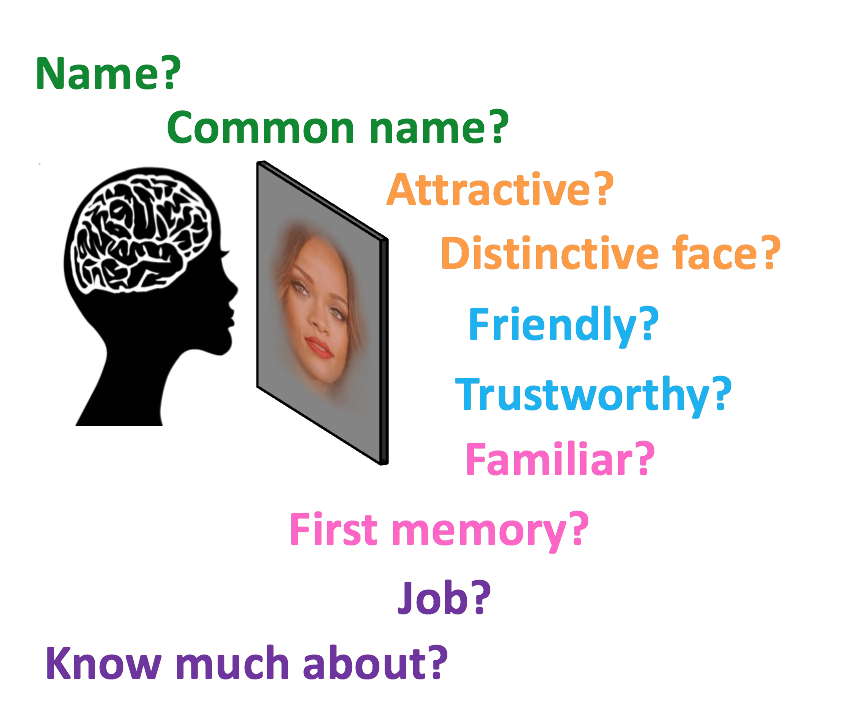 Name?
Common name?
Attractive?
Distinctive face?
Friendly?
Trustworthy?
Familiar?
First memory?
Job?
Know much about?